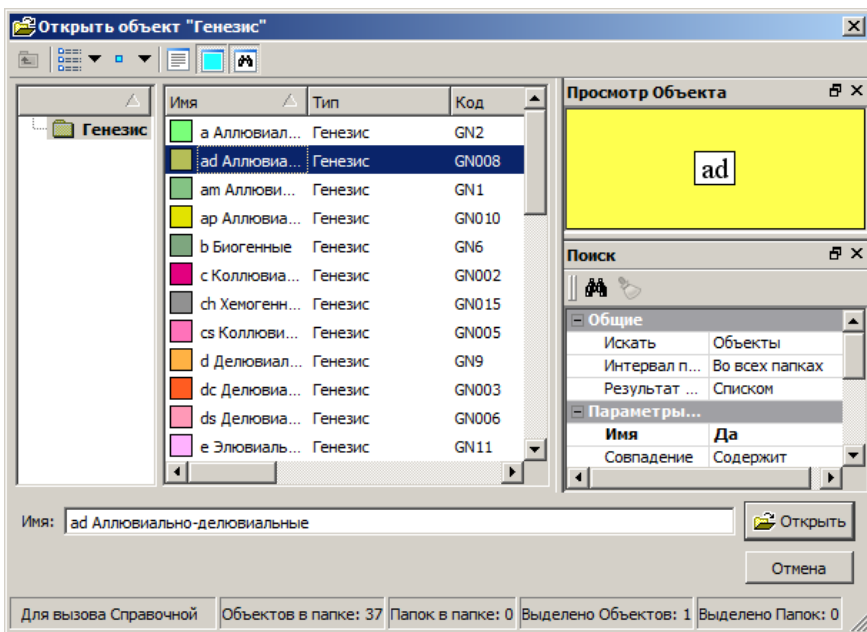 Открыть объект "Генезис"
Генезис
Имя Тип Код
a Аллювиал... Генезис GN2
ad Аллювиа... Генезис GN008
am Аллюви... Генезис GN1
ap Аллювиа... Генезис GN010
b Биогенные Генезис GN6
c Коллювиа... Генезис GN002
ch Хемогенн... Генезис GN015
cs Коллюви... Генезис GN005
d Делювиал... Генезис GN9
dc Делювиа... Генезис GN003
ds Делювиа... Генезис GN006
e Элювиаль... Генезис GN11
Просмотр Объекта
ad
Поиск
Общие
Искать Объекты
Интервал п... Во всех папках
Результат ... Списком
Параметры...
Имя Да
Совпадение Содержит
Имя: ad Аллювиально-делювиальные
Открыть
Отмена
Для вызова Справочной Объектов в папке: 37 Папок в папке: 0 Выделено Объектов: 1 Выделено Папок: 0